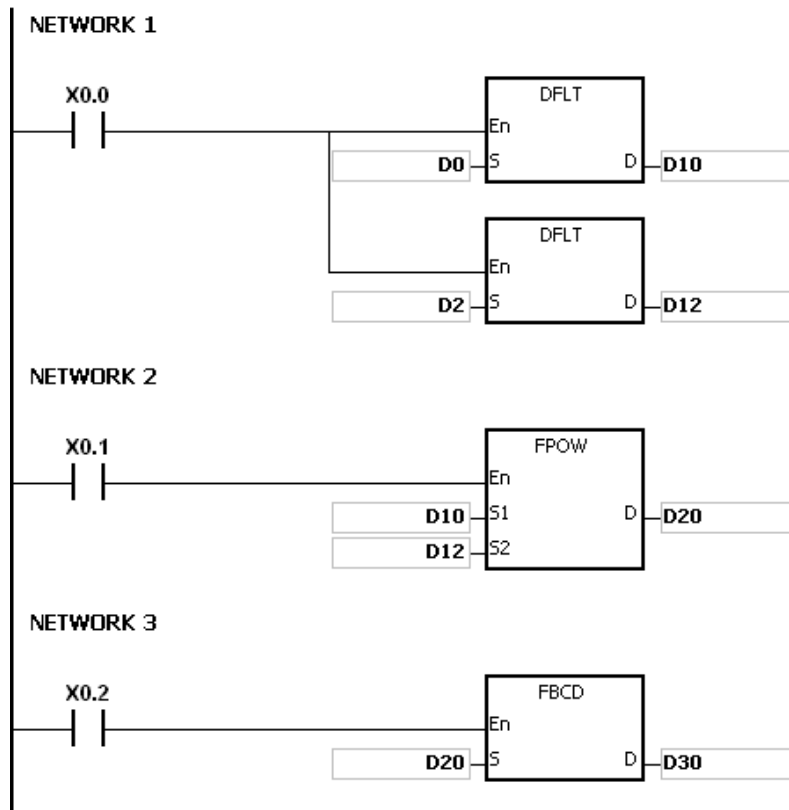 NETWORK 1
X0.0
DFLT
En
D0 S D D10
DFLT
En
D2 S D D12
NETWORK 2
X0.1
FPOW
En
D10 S1 D D20
D12 S2
NETWORK 3
X0.2
FBCD
En
D20 S D D30